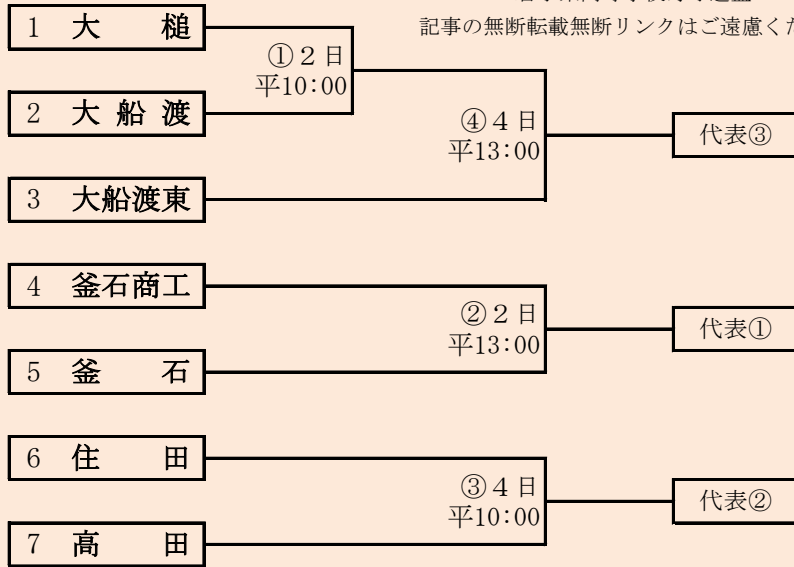 記事の無断転載無断リンクはご遠慮くだ
1 大 槌
①2日
平10:00
2 大 船 渡
④4日
平13:00
代表③
3 大船渡東
4 釜石商工
②2日
平13:00
代表①
5 釜 石
6 住 田
③4日
平10:00
代表②
7 高 田